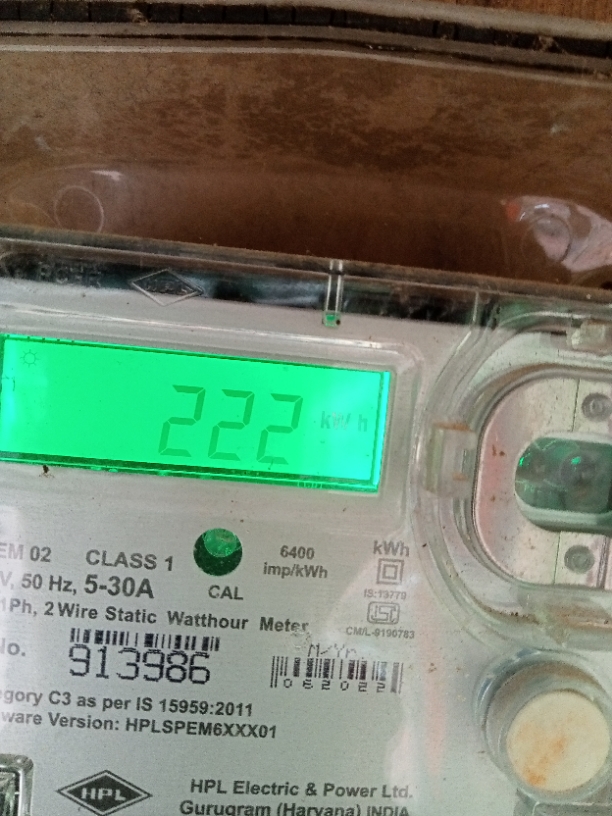 222 kWh
EM 02 CLASS 1
V, 50 Hz, 5-30A
CAL
6400
imp/kWh
kWh
IS:13779
CM/L-9190783
1Ph, 2 Wire Static Watthour Meter
No. 913986
M/Yr
egory C3 as per IS 15959:2011
ware Version: HPLSPEM6XXX01
HPL
HPL Electric & Power Ltd.
Gurugram (Haryana) INDIA